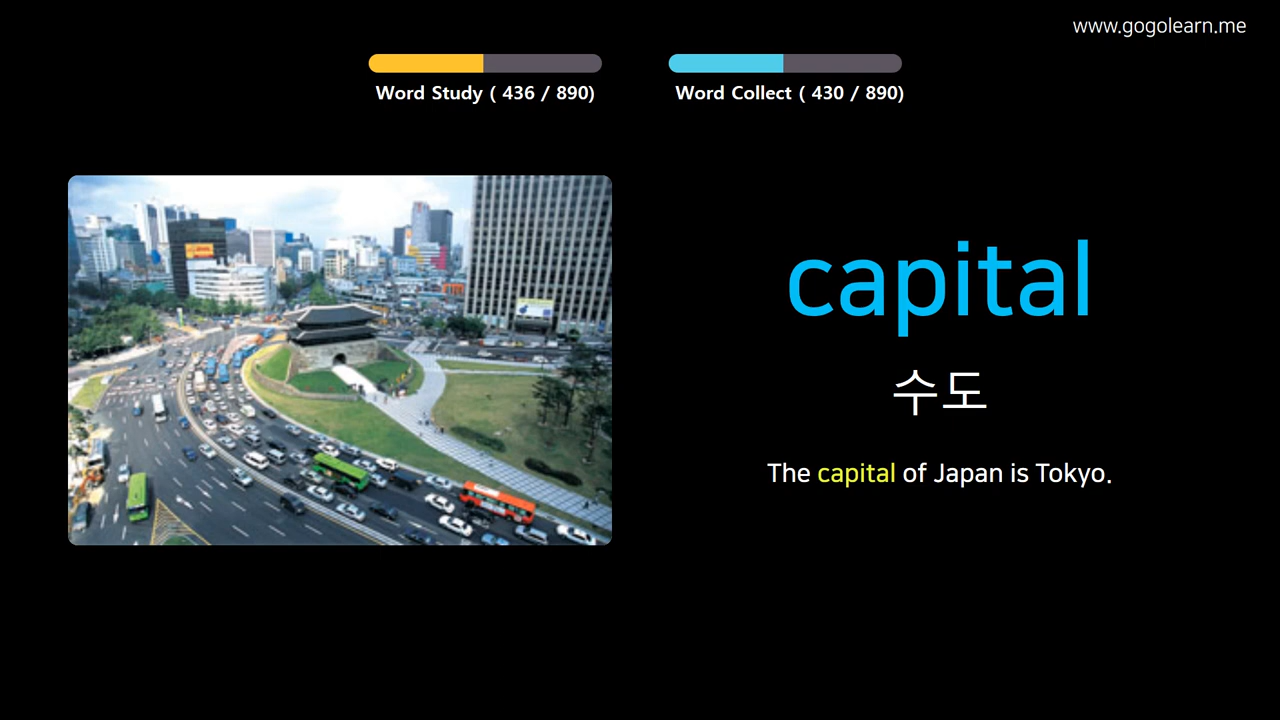 www.gogolearn.me
Word Study ( 436 / 890)
Word Collect ( 430 / 890)
capital
수도
The capital of Japan is Tokyo.